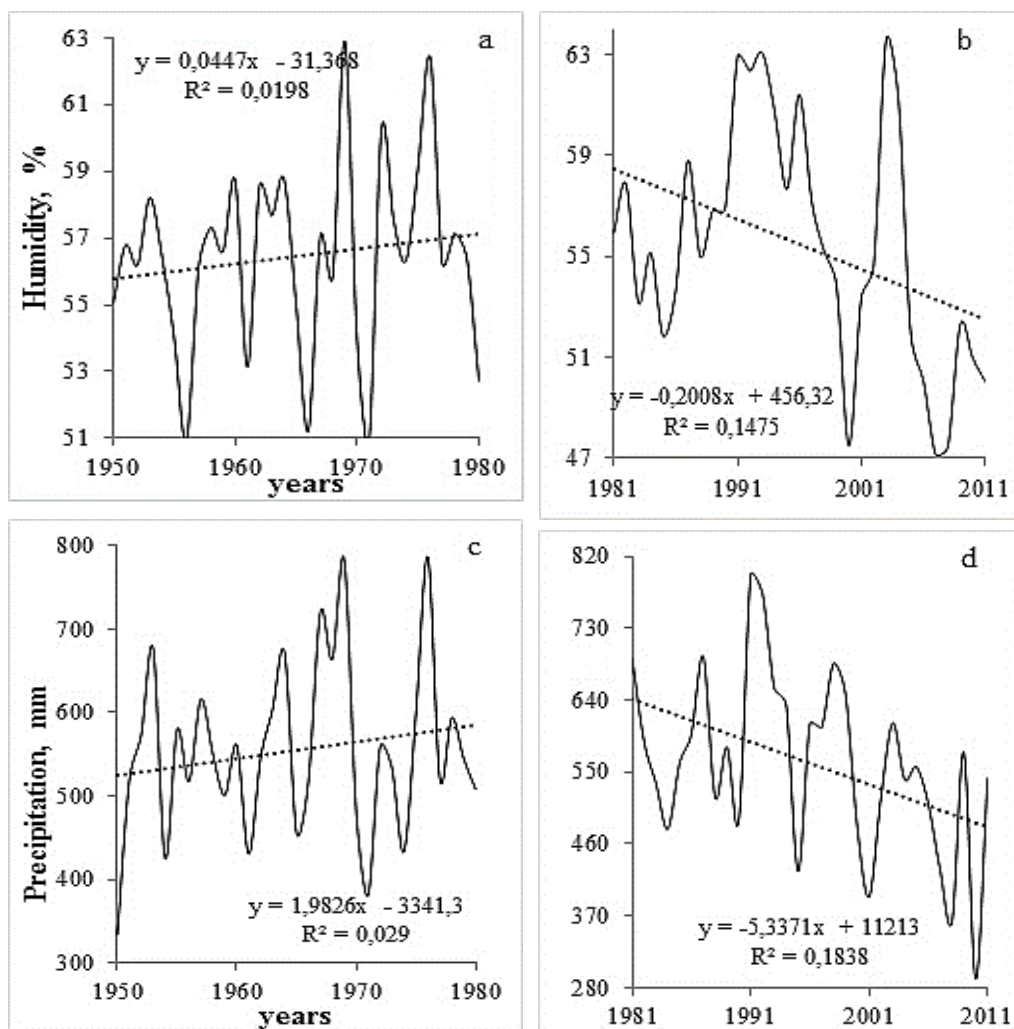 a
y = 0,0447x - 31,368
R² = 0,0198
Humidity, %
63
61
59
57
55
53
51
1950 1960 1970 1980
years
b
63
59
55
51
47
y = -0,2008x + 456,32
R² = 0,1475
1981 1991 2001 2011
c
Precipitation, mm
800
700
600
500
400
300
y = 1,9826x - 3341,3
R² = 0,029
1950 1960 1970 1980
years
d
820
730
640
550
460
370
280
y = -5,3371x + 11213
R² = 0,1838
1981 1991 2001 2011